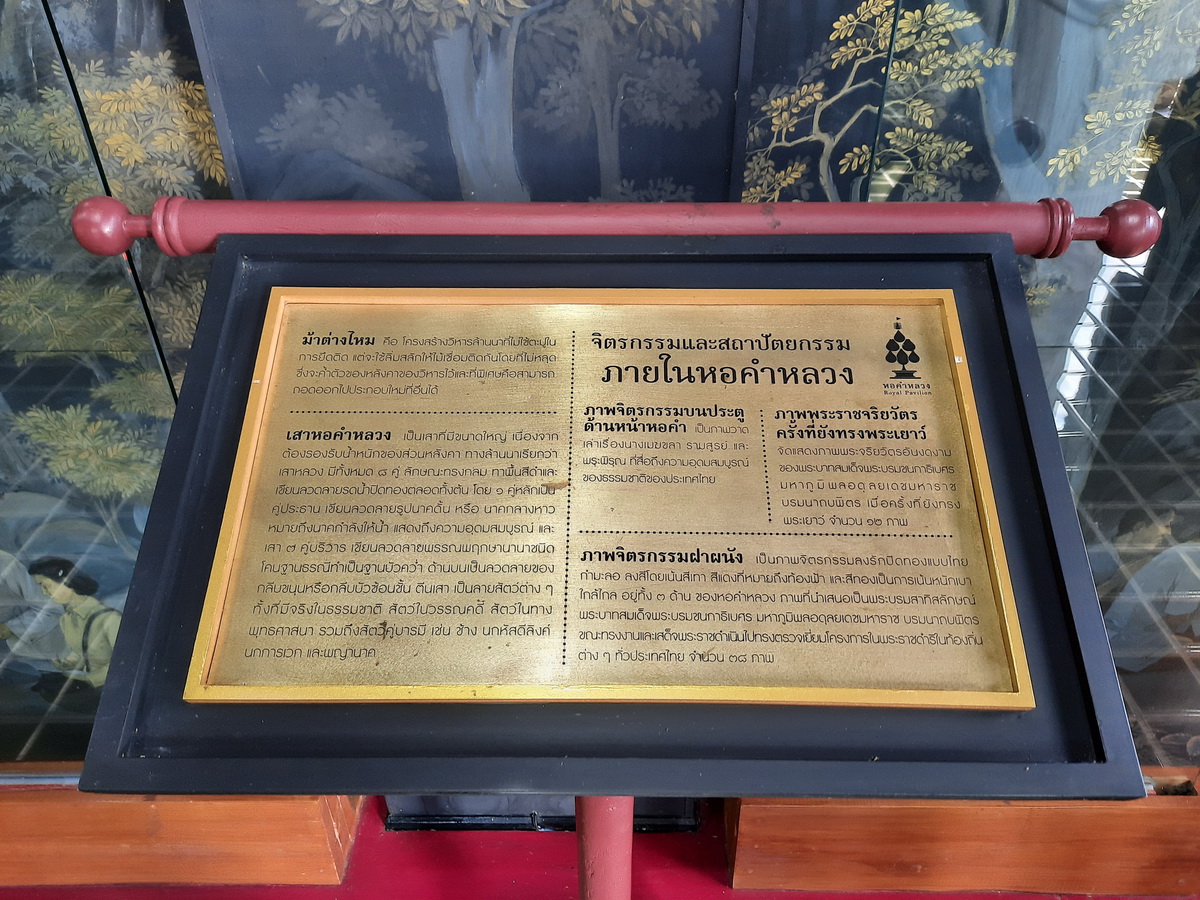 ม้าต่างไหม คือ โครงสร้างวิหารล้านนาที่ไม่ใช้ตะปูใน
การยึดติด แต่จะใช้ลิ่มสลักให้ไม้เชื่อมติดกันโดยที่ไม่หลุด
ซึ่งจะค้ำตัวของหลังคาของวิหารไว้และที่พิเศษคือสามารถ
ถอดออกไปประกอบใหม่ที่อื่นได้
เสาหอคำหลวง เป็นเสาที่มีขนาดใหญ่ เนื่องจาก
ต้องรองรับน้ำหนักของส่วนหลังคา ทางล้านนาเรียกว่า
เสาหลวง มีทั้งหมด ๘ คู่ ลักษณะทรงกลม ทาพื้นสีดำและ
เขียนลวดลายรดน้ำปิดทองตลอดทั้งต้น โดย ๑ คู่หลักเป็น
คู่ประธาน เขียนลวดลายรูปนาคดั้น หรือ นาคกลางหาว
หมายถึงนาคกำลังให้น้ำ แสดงถึงความอุดมสมบูรณ์ และ
เสา ๗ คู่บริวาร เขียนลวดลายพรรณพฤกษานานาชนิด
โคนฐานธรณีทำเป็นฐานบัวคว่ำ ด้านบนเป็นลวดลายของ
กลีบขนุนหรือกลีบบัวซ้อนชั้น ตีนเสา เป็นลายสัตว์ต่าง ๆ
ทั้งที่มีจริงในธรรมชาติ สัตว์ในวรรณคดี สัตว์ในทาง
พุทธศาสนา รวมถึงสัตว์คู่บารมี เช่น ช้าง นกหัสดีลิงค์
นกการเวก และพญานาค
จิตรกรรมและสถาปัตยกรรม
ภายในหอคำหลวง
หอคำหลวง
Royal Pavilion
ภาพจิตรกรรมบนประตู
ด้านหน้าหอคำ เป็นภาพวาด
เล่าเรื่องนางเมขขลา รามสูรย์ และ
พระพิรุณ ที่สื่อถึงความอุดมสมบูรณ์
ของธรรมชาติของประเทศไทย
ภาพพระราชจริยวัตร
ครั้งที่ยังทรงพระเยาว์
จัดแสดงภาพพระจริยวัตรอันงดงาม
ของพระบาทสมเด็จพระบรมชนกาธิเบศร
มหาภูมิพลอดุลยเดชมหาราช
บรมนาถบพิตร เมื่อครั้งที่ยังทรง
พระเยาว์ จำนวน ๑๒ ภาพ
ภาพจิตรกรรมฝาผนัง เป็นภาพจิตรกรรมลงรักปิดทองแบบไทย
กำมะลอ ลงสีโดยเน้นสีเทา สีแดงที่หมายถึงท้องฟ้า และสีทองเป็นการเน้นหนักเบา
ใกล้ไกล อยู่ทั้ง ๓ ด้าน ของหอคำหลวง ภาพที่นำเสนอเป็นพระบรมสาทิสลักษณ์
พระบาทสมเด็จพระบรมชนกาธิเบศร มหาภูมิพลอดุลยเดชมหาราช บรมนาถบพิตร
ขณะทรงงานและเสด็จพระราชดำเนินไปทรงตรวจเยี่ยมโครงการในพระราชดำริในท้องถิ่น
ต่าง ๆ ทั่วประเทศไทย จำนวน ๓๘ ภาพ